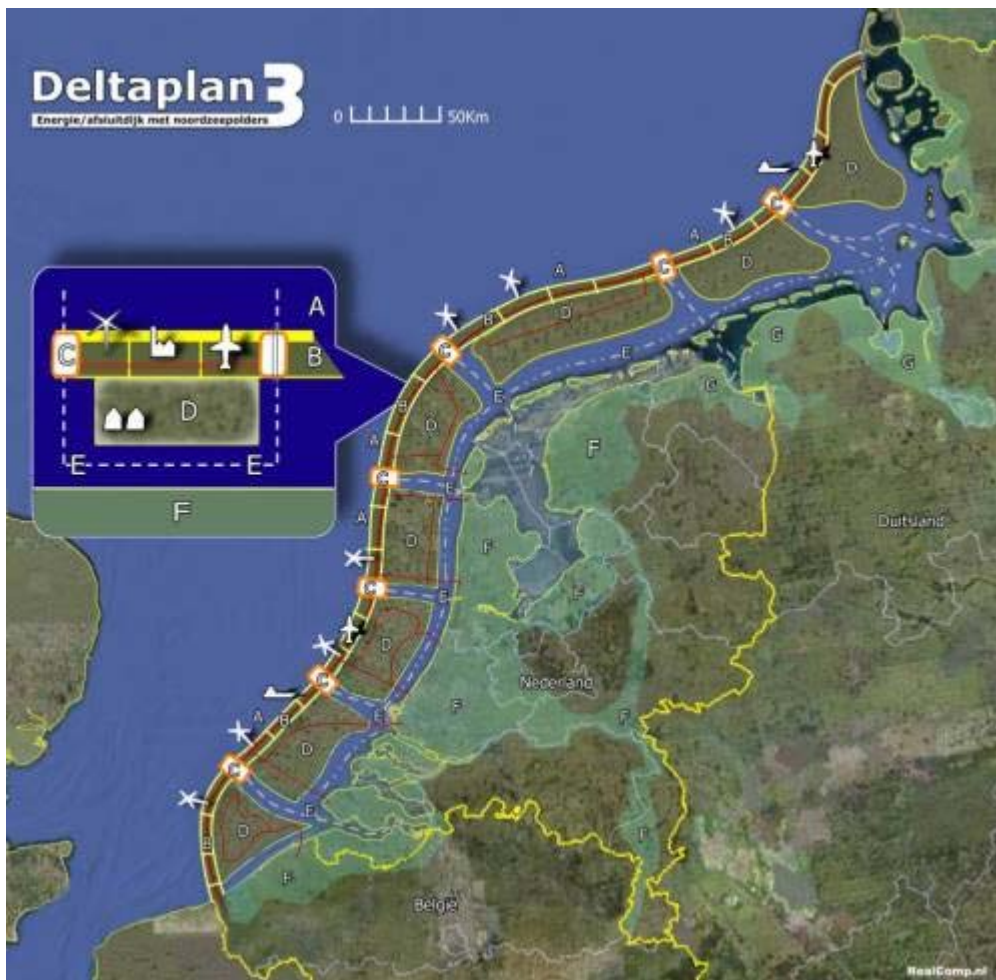 Deltaplan 3
Energie/afsluitdijk met noordzeepolders
0 50Km
D
C
A
B
D
C
A
B
D
E
G
G
G
C
A
B
C
D
E E
F
C
E
B
D
A
F
C
E
A
D
F
Duitsland
C
E
F
D
Nederland
C
F
E
F
A
B
D
C
E
B
D
F
F
België
RealComp.nl